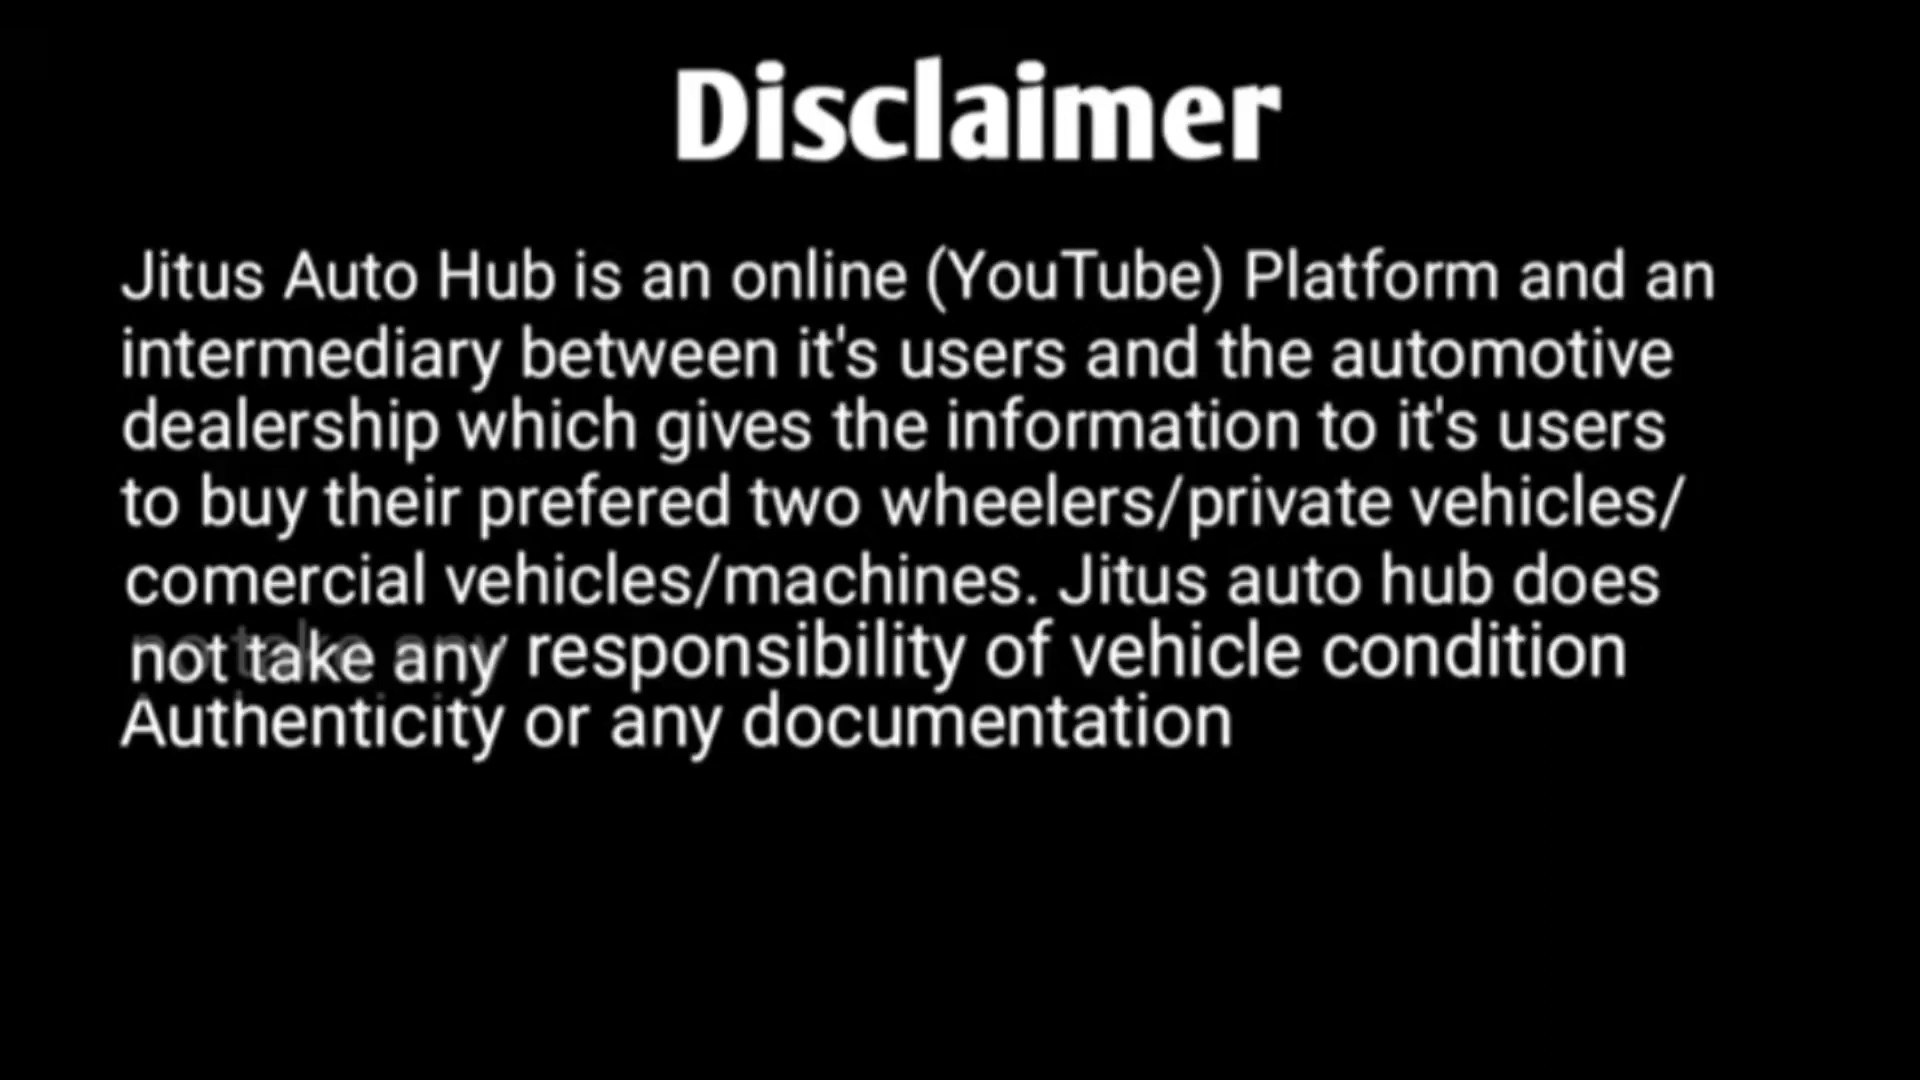 Disclaimer
Jitus Auto Hub is an online (YouTube) Platform and an
intermediary between it's users and the automotive
dealership which gives the information to it's users
to buy their prefered two wheelers/private vehicles/
comercial vehicles/machines. Jitus auto hub does
not take any responsibility of vehicle condition
Authenticity or any documentation